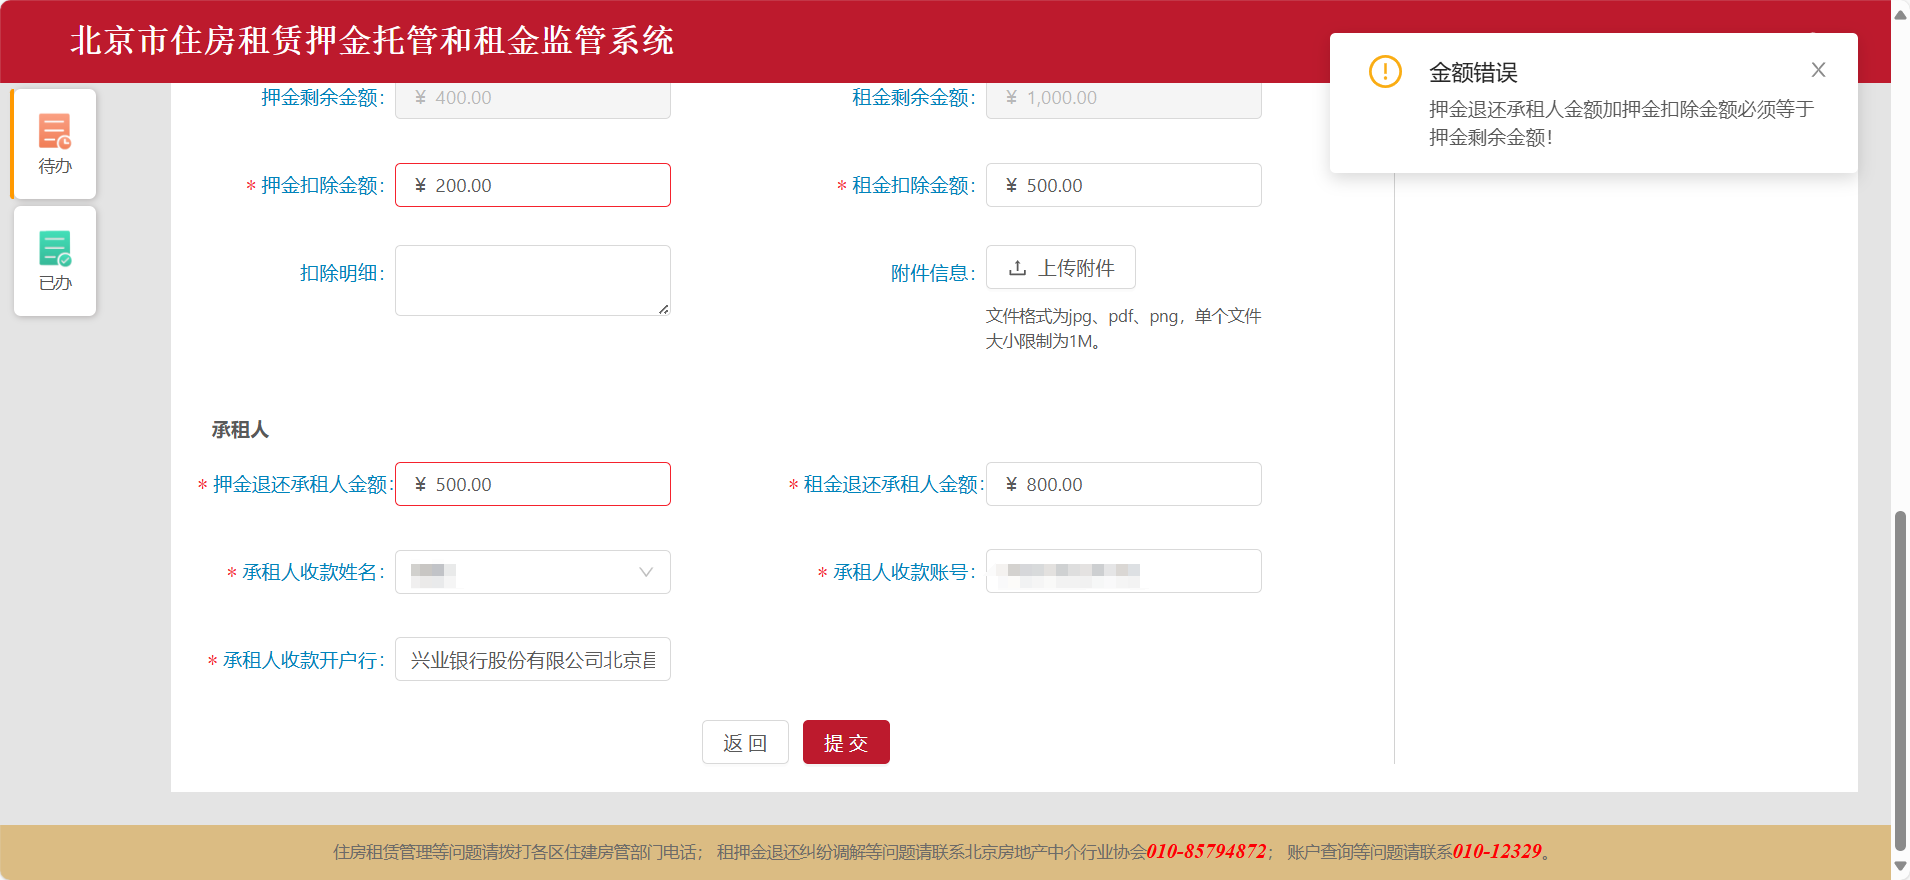 北京市住房租赁押金托管和租金监管系统
金额错误
押金退还承租人金额加押金扣除金额必须等于
押金剩余金额！
待办
已办
押金剩余金额： ¥ 400.00 租金剩余金额： ¥ 1,000.00
* 押金扣除金额： ¥ 200.00 * 租金扣除金额： ¥ 500.00
扣除明细： 附件信息： 上传附件
文件格式为jpg、pdf、png，单个文件
大小限制为1M。
承租人
* 押金退还承租人金额： ¥ 500.00 * 租金退还承租人金额： ¥ 800.00
* 承租人收款姓名： * 承租人收款账号：
* 承租人收款开户行： 兴业银行股份有限公司北京昌
返 回 提 交
住房租赁管理等问题请拨打各区住建房管部门电话； 租押金退还纠纷调解等问题请联系北京房地产中介行业协会010-85794872； 账户查询等问题请联系010-12329。